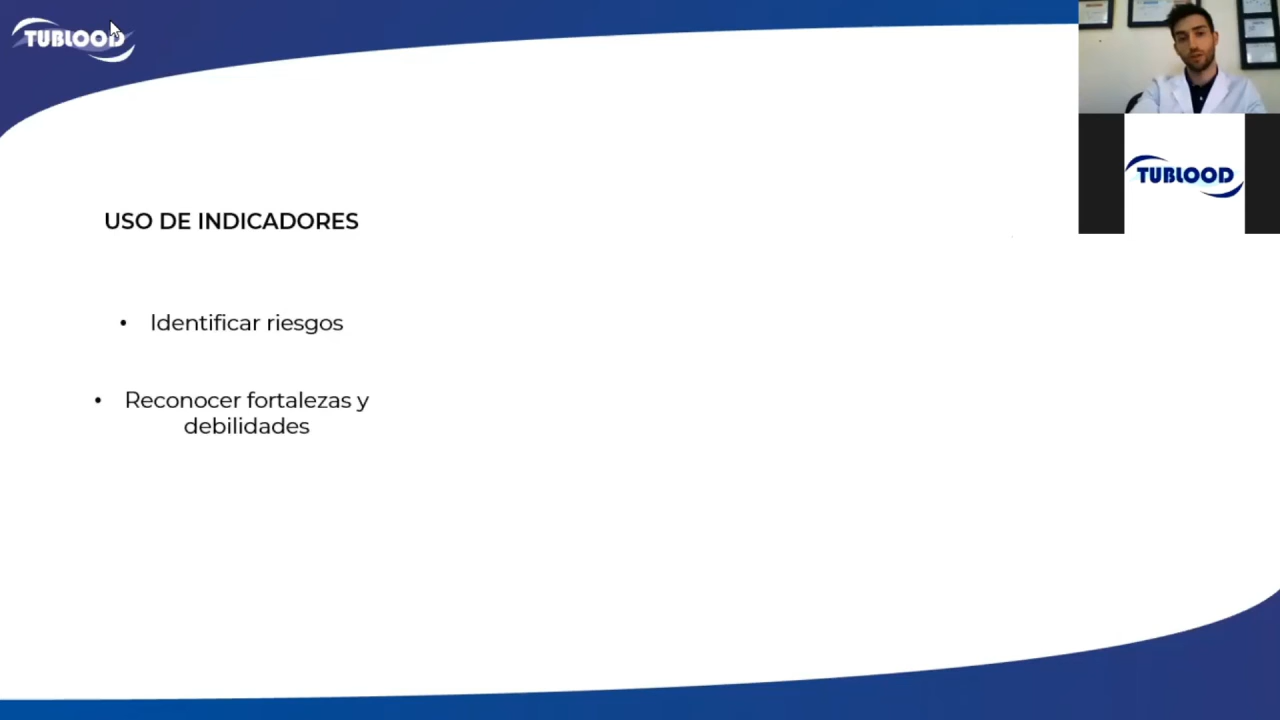 TUBLOOD
TUBLOOD
USO DE INDICADORES
• Identificar riesgos
• Reconocer fortalezas y
debilidades